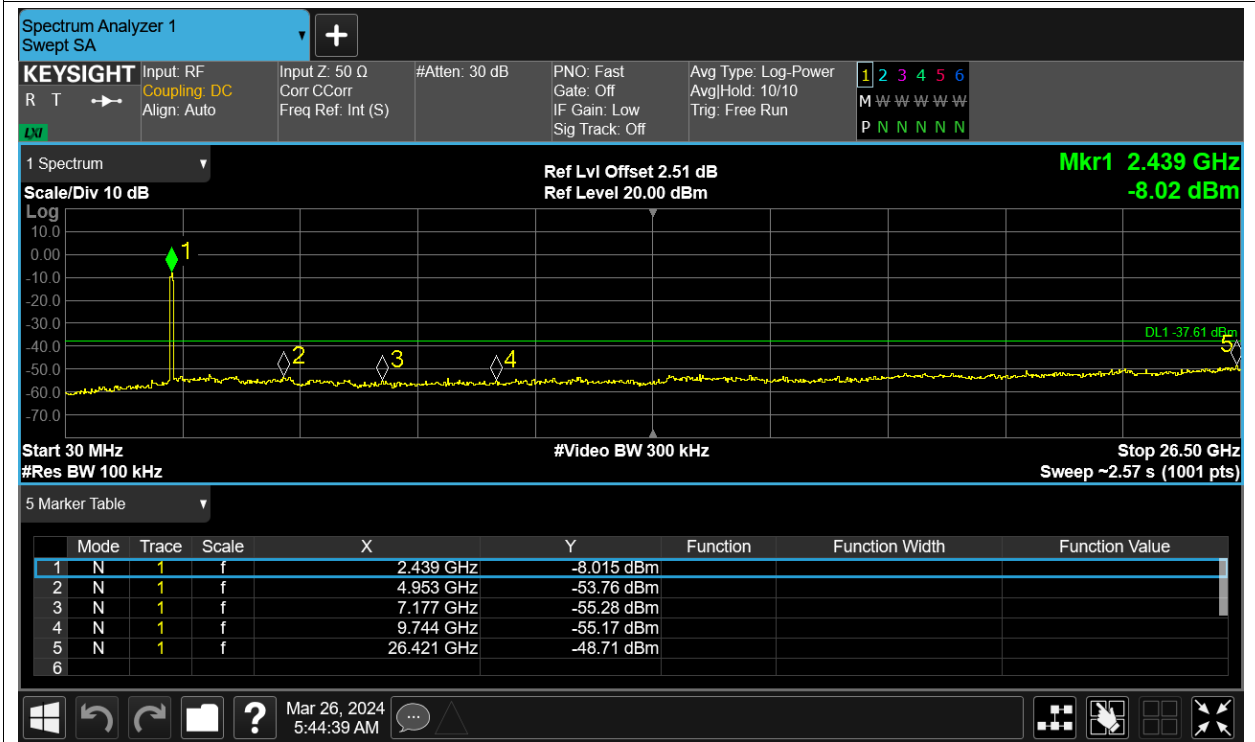 Spectrum Analyzer 1
Swept SA
+
KEYSIGHT
R T
LXI
Input: RF
Coupling: DC
Align: Auto
Input Z: 50 Ω
Corr CCorr
Freq Ref: Int (S)
#Atten: 30 dB
PNO: Fast
Gate: Off
IF Gain: Low
Sig Track: Off
Avg Type: Log-Power
Avg|Hold: 10/10
Trig: Free Run
1 2 3 4 5 6
M W W W W W
P N N N N N
1 Spectrum
Scale/Div 10 dB
Ref Lvl Offset 2.51 dB
Ref Level 20.00 dBm
Mkr1 2.439 GHz
-8.02 dBm
Log
10.0
0.00
-10.0
-20.0
-30.0
-40.0
-50.0
-60.0
-70.0
1
2
3
4
5
DL1 -37.61 dBm
Start 30 MHz
#Res BW 100 kHz
#Video BW 300 kHz
Stop 26.50 GHz
Sweep ~2.57 s (1001 pts)
5 Marker Table
Mode Trace Scale X Y Function Function Width Function Value
1 N 1 f 2.439 GHz -8.015 dBm
2 N 1 f 4.953 GHz -53.76 dBm
3 N 1 f 7.177 GHz -55.28 dBm
4 N 1 f 9.744 GHz -55.17 dBm
5 N 1 f 26.421 GHz -48.71 dBm
6
?
Mar 26, 2024
5:44:39 AM